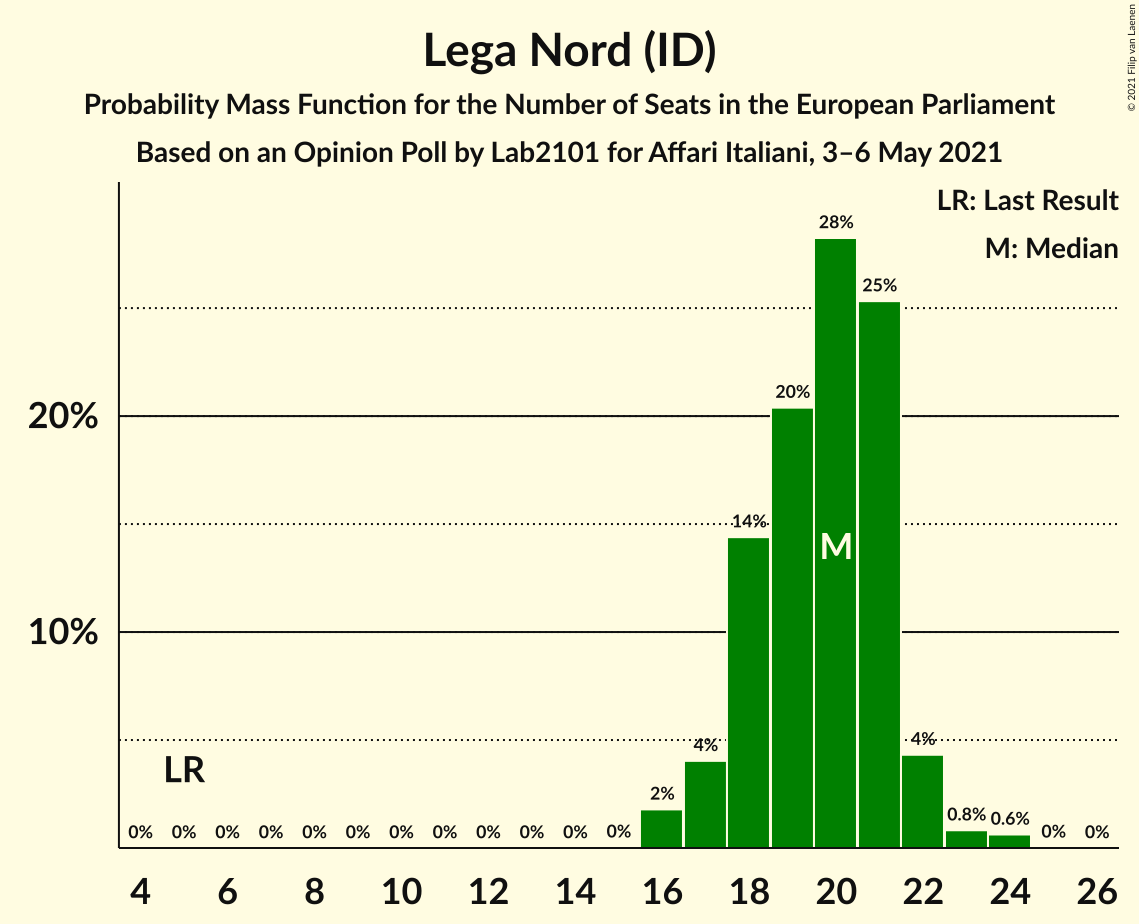 Lega Nord (ID)
Probability Mass Function for the Number of Seats in the European Parliament
Based on an Opinion Poll by Lab2101 for Affari Italiani, 3–6 May 2021
© 2021 Filip van Laenen
LR: Last Result
M: Median
28%
25%
20%
20%
14%
M
10%
4%
4%
LR
2%
0% 0% 0% 0% 0% 0% 0% 0% 0% 0% 0% 0% 0.8% 0.6% 0% 0%
4 6 8 10 12 14 16 18 20 22 24 26